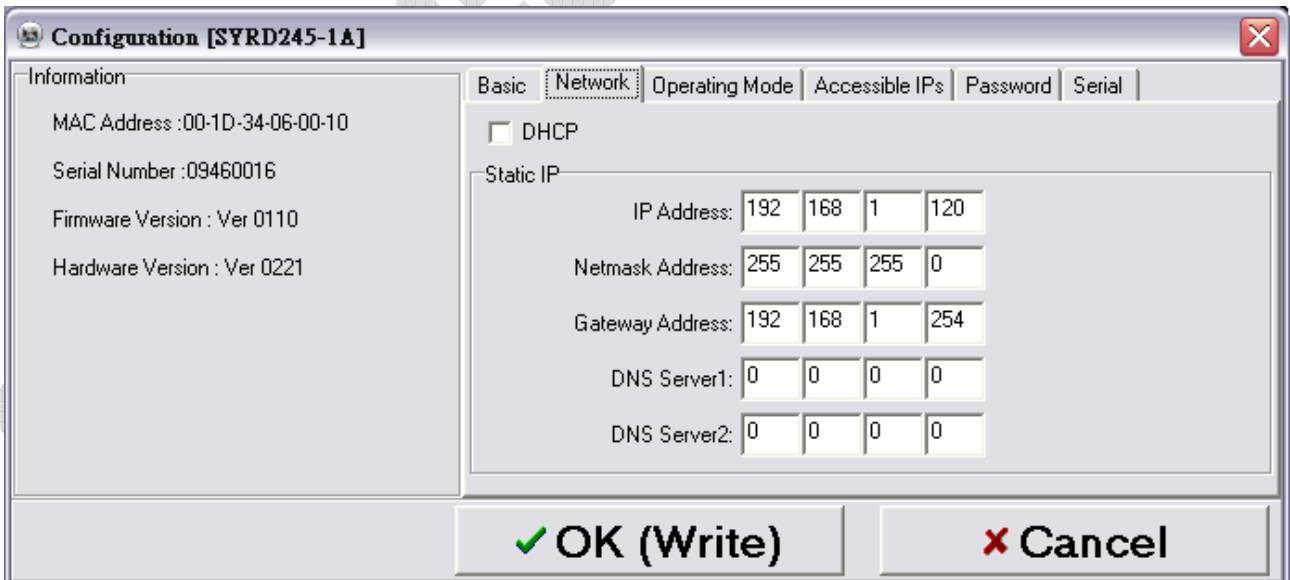 Configuration [SYRD245-1A]
Information
MAC Address :00-1D-34-06-00-10
Serial Number :09460016
Firmware Version : Ver 0110
Hardware Version : Ver 0221
Basic Network Operating Mode Accessible IPs Password Serial
DHCP
Static IP
IP Address: 192 168 1 120
Netmask Address: 255 255 255 0
Gateway Address: 192 168 1 254
DNS Server1: 0 0 0 0
DNS Server2: 0 0 0 0
OK (Write) Cancel